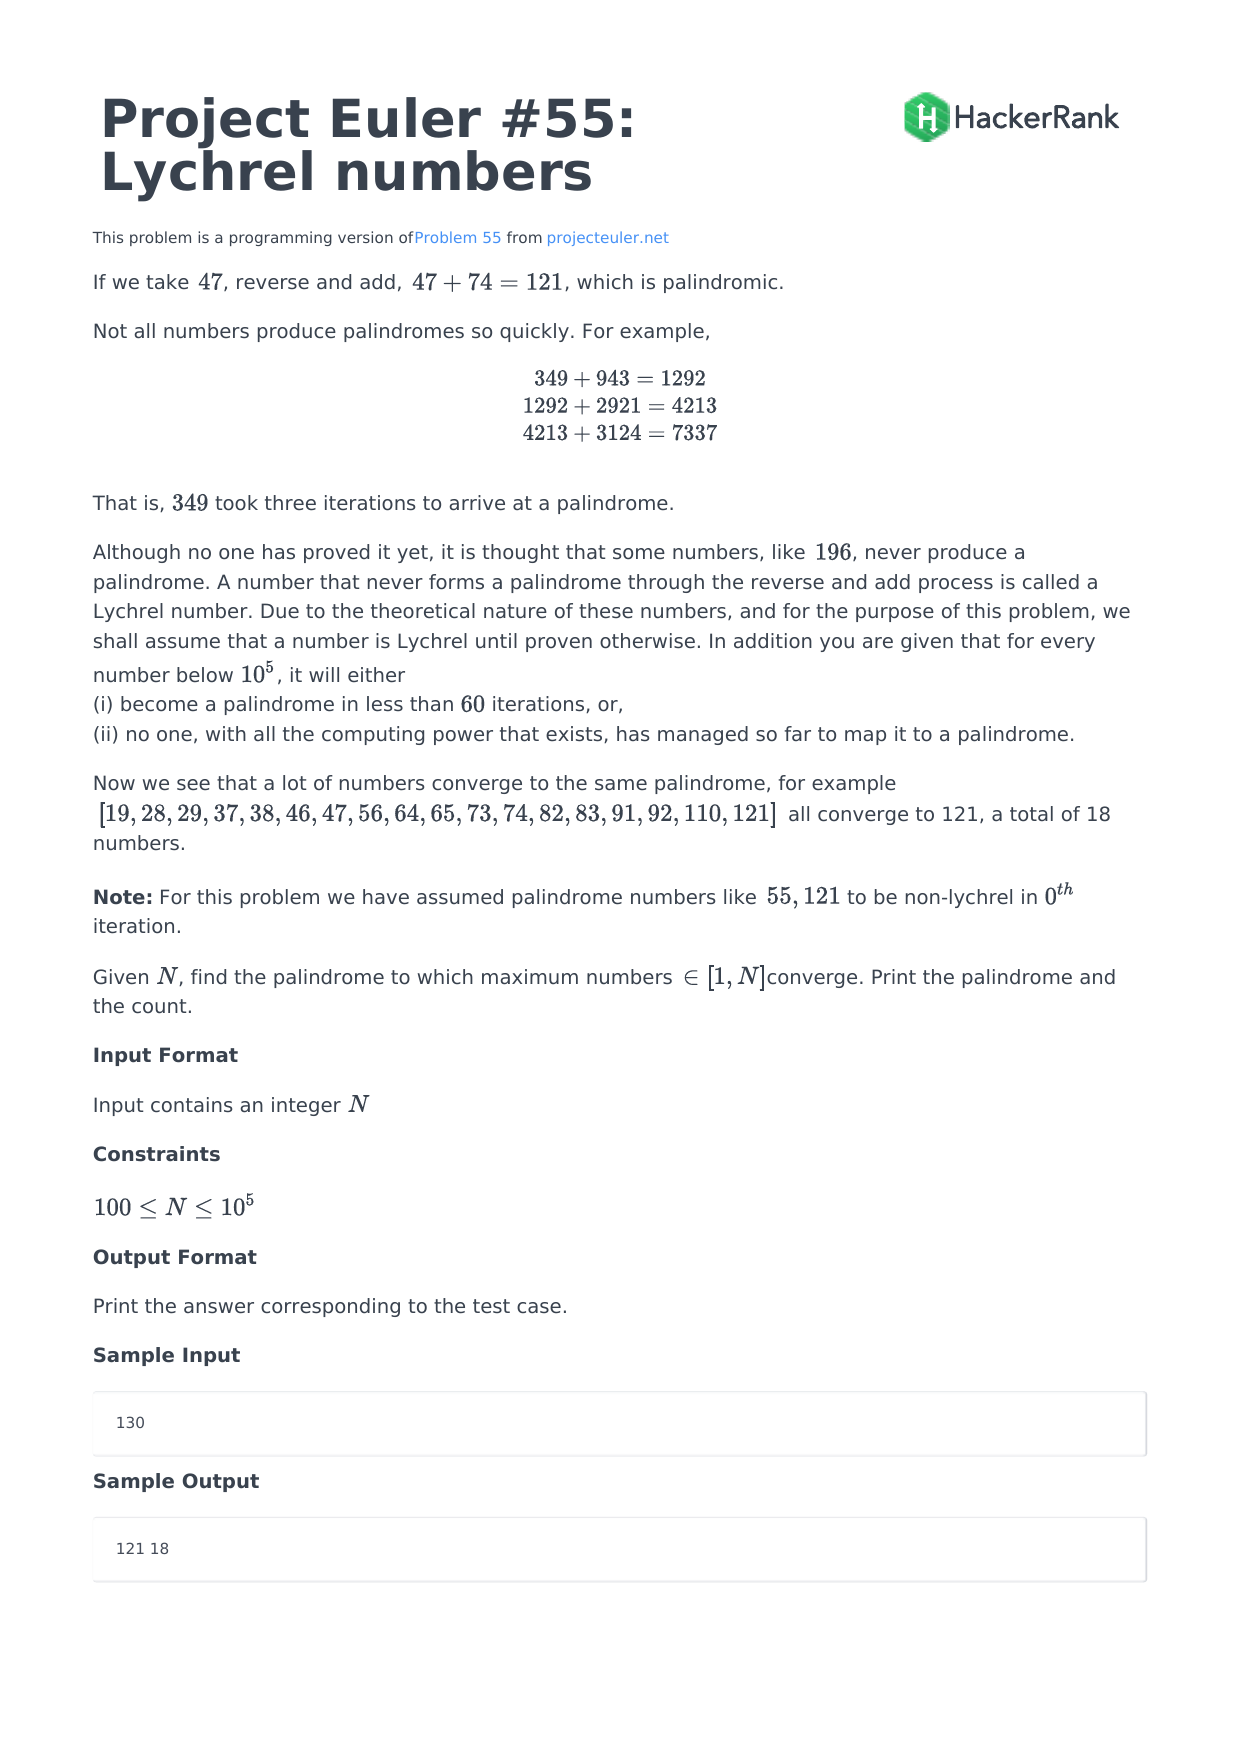 Project Euler #55:
Lychrel numbers
HackerRank
This problem is a programming version ofProblem 55 from projecteuler.net
If we take 47, reverse and add, 47 + 74 = 121, which is palindromic.
Not all numbers produce palindromes so quickly. For example,
349 + 943 = 1292
1292 + 2921 = 4213
4213 + 3124 = 7337
That is, 349 took three iterations to arrive at a palindrome.
Although no one has proved it yet, it is thought that some numbers, like 196, never produce a
palindrome. A number that never forms a palindrome through the reverse and add process is called a
Lychrel number. Due to the theoretical nature of these numbers, and for the purpose of this problem, we
shall assume that a number is Lychrel until proven otherwise. In addition you are given that for every
number below 10^5, it will either
(i) become a palindrome in less than 60 iterations, or,
(ii) no one, with all the computing power that exists, has managed so far to map it to a palindrome.
Now we see that a lot of numbers converge to the same palindrome, for example
[19, 28, 29, 37, 38, 46, 47, 56, 64, 65, 73, 74, 82, 83, 91, 92, 110, 121] all converge to 121, a total of 18
numbers.
Note: For this problem we have assumed palindrome numbers like 55, 121 to be non-lychrel in 0^th
iteration.
Given N, find the palindrome to which maximum numbers ∈ [1, N]converge. Print the palindrome and
the count.
Input Format
Input contains an integer N
Constraints
100 ≤ N ≤ 10^5
Output Format
Print the answer corresponding to the test case.
Sample Input
130
Sample Output
121 18